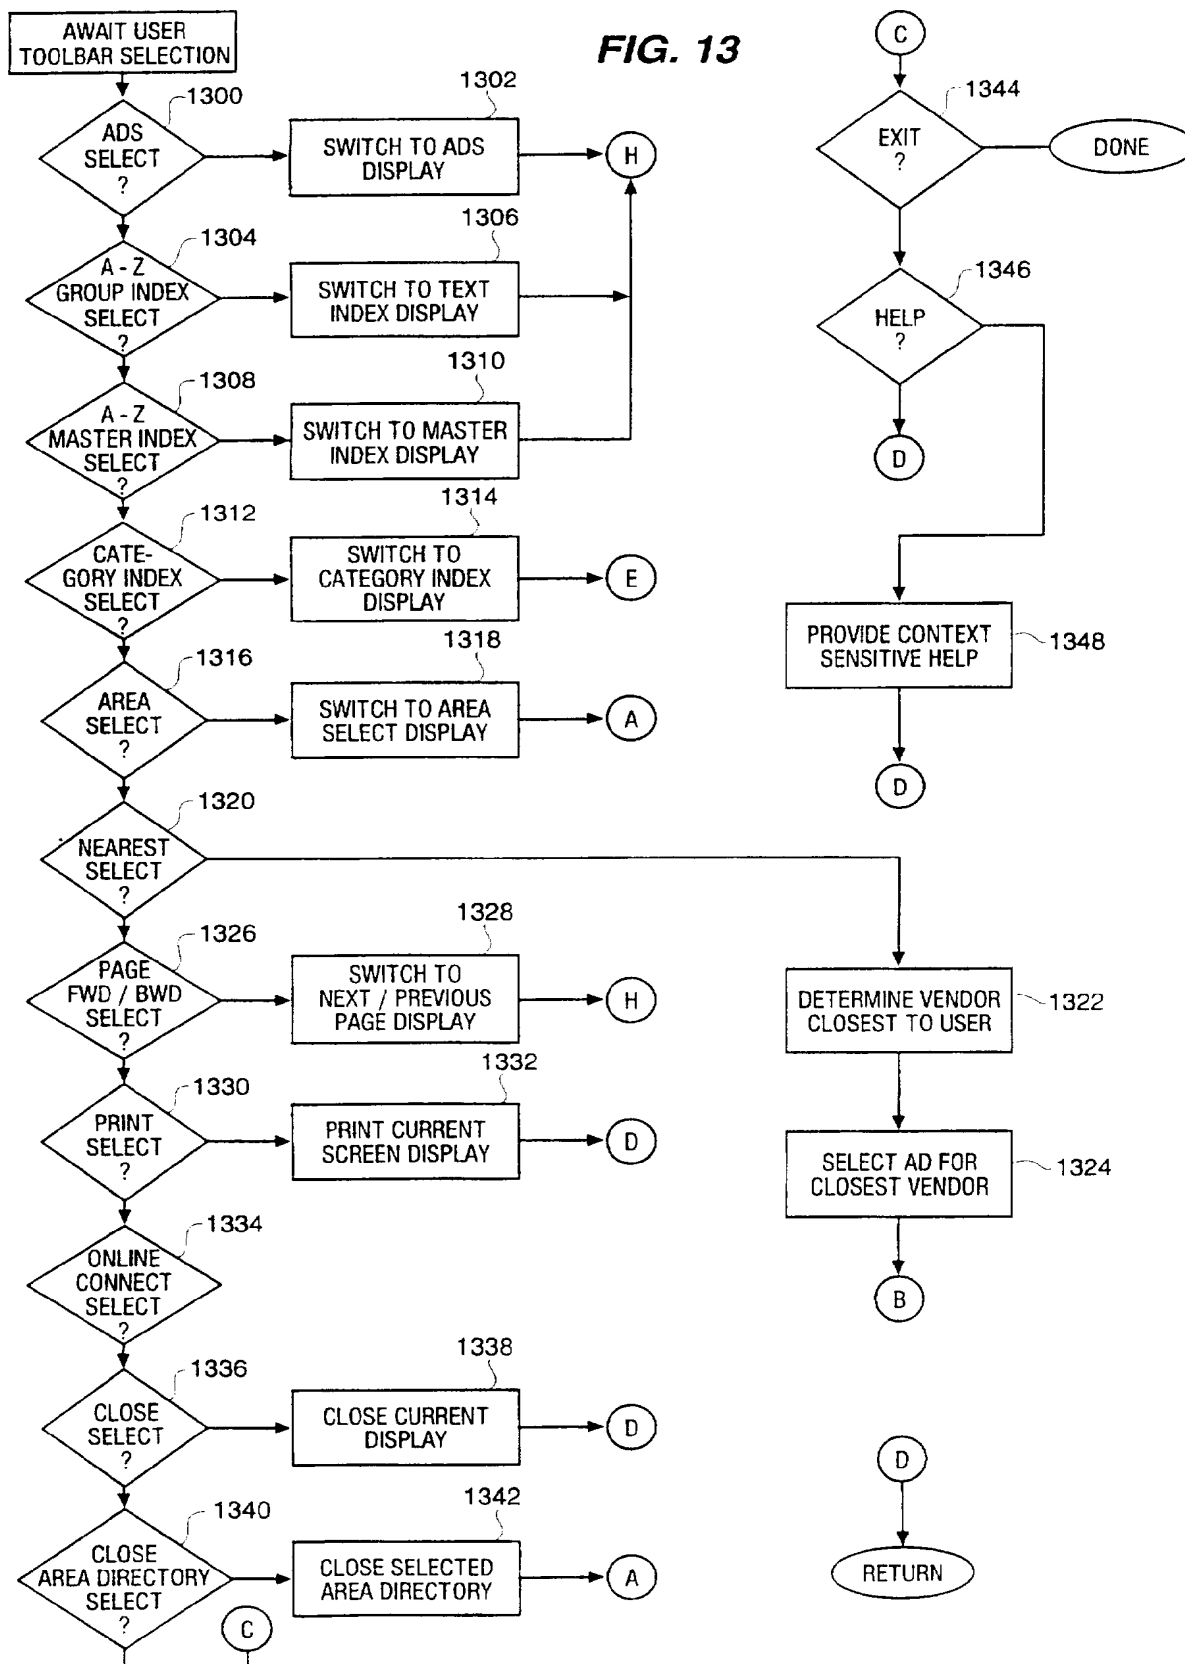 FIG. 13
AWAIT USER
TOOLBAR SELECTION
1300
ADS
SELECT
?
1302
SWITCH TO ADS
DISPLAY
H
1304
A - Z
GROUP INDEX
SELECT
?
1306
SWITCH TO TEXT
INDEX DISPLAY
1308
A - Z
MASTER INDEX
SELECT
?
1310
SWITCH TO MASTER
INDEX DISPLAY
1312
CATE-
GORY INDEX
SELECT
?
1314
SWITCH TO
CATEGORY INDEX
DISPLAY
E
1316
AREA
SELECT
?
1318
SWITCH TO AREA
SELECT DISPLAY
A
1320
NEAREST
SELECT
?
1326
PAGE
FWD / BWD
SELECT
?
1328
SWITCH TO
NEXT / PREVIOUS
PAGE DISPLAY
H
1330
PRINT
SELECT
?
1332
PRINT CURRENT
SCREEN DISPLAY
D
1334
ONLINE
CONNECT
SELECT
?
1336
CLOSE
SELECT
?
1338
CLOSE CURRENT
DISPLAY
D
1340
CLOSE
AREA DIRECTORY
SELECT
?
1342
CLOSE SELECTED
AREA DIRECTORY
A
C
C
1344
EXIT
?
DONE
1346
HELP
?
D
PROVIDE CONTEXT
SENSITIVE HELP
1348
D
DETERMINE VENDOR
CLOSEST TO USER
1322
SELECT AD FOR
CLOSEST VENDOR
1324
B
D
RETURN